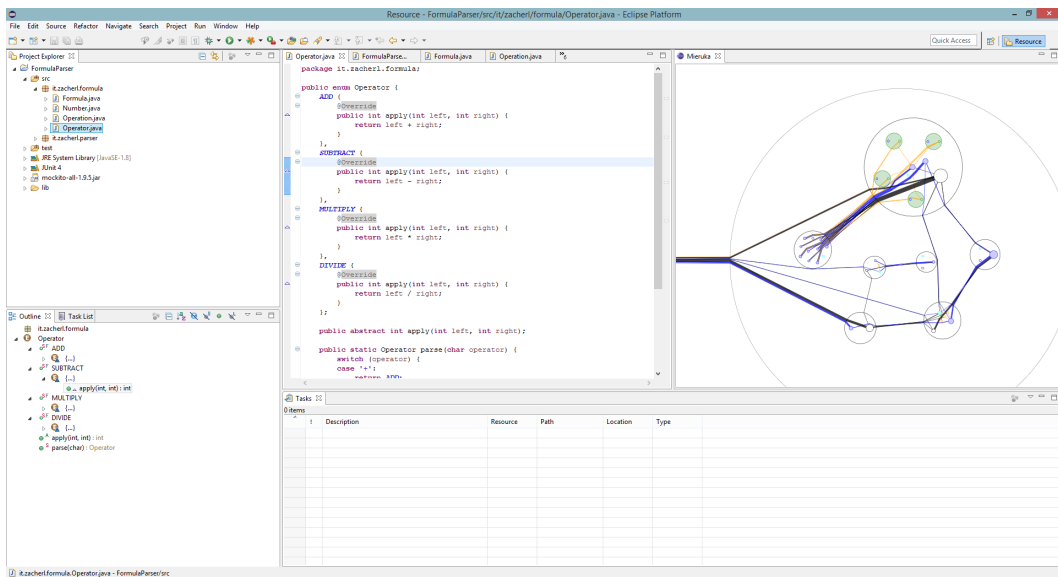 Resource - FormulaParser/src/it/zacherl/formula/Operator.java - Eclipse Platform
File Edit Source Refactor Navigate Search Project Run Window Help
Quick Access
Resource
Project Explorer
FormulaParser
src
it.zacherl.formula
Formula.java
Number.java
Operation.java
Operator.java
it.zacherl.parser
test
JRE System Library [JavaSE-1.8]
JUnit 4
mockito-all-1.9.5.jar
lib
Outline Task List
it.zacherl.formula
Operator
ADD
{...}
SUBTRACT
{...}
apply(int, int) : int
MULTIPLY
{...}
DIVIDE
{...}
apply(int, int) : int
parse(char) : Operator
Operator.java FormulaParse... Formula.java Operation.java
package it.zacherl.formula;
public enum Operator {
ADD {
@Override
public int apply(int left, int right) {
return left + right;
}
},
SUBTRACT {
@Override
public int apply(int left, int right) {
return left - right;
}
},
MULTIPLY {
@Override
public int apply(int left, int right) {
return left * right;
}
},
DIVIDE {
@Override
public int apply(int left, int right) {
return left / right;
}
};
public abstract int apply(int left, int right);
public static Operator parse(char operator) {
switch (operator) {
case '+':
return ADD;
Mieruka
Tasks
0 items
! Description Resource Path Location Type
it.zacherl.formula.Operator.java - FormulaParser/src